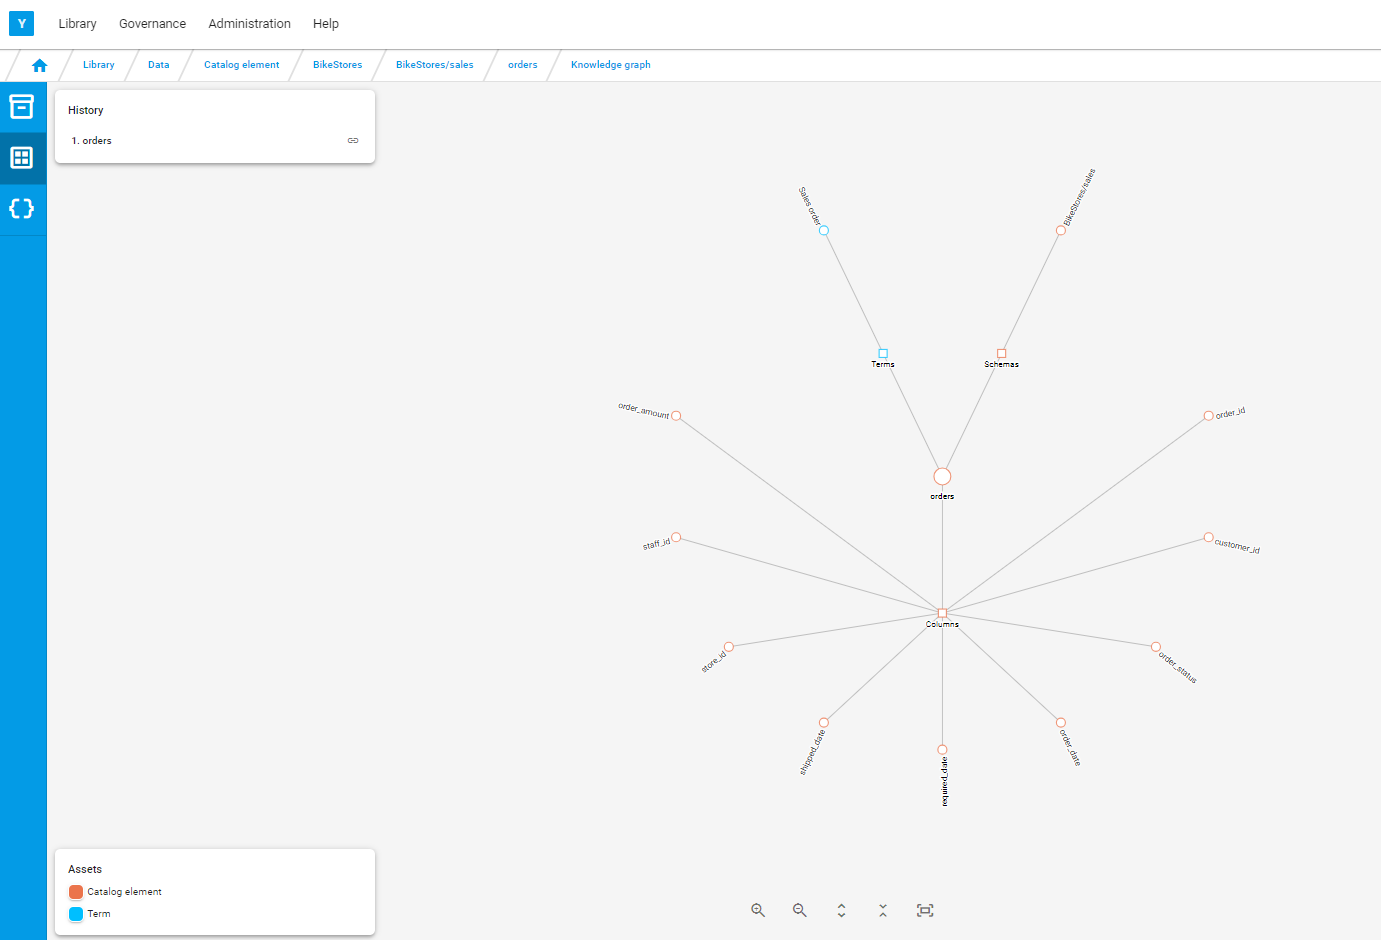 Y Library Governance Administration Help
Library Data Catalog element BikeStores BikeStores/sales orders Knowledge graph
History
1. orders
Sales order
BikeStores/sales
Terms
Schemas
order_amount
order_id
orders
staff_id
customer_id
Columns
store_id
order_status
shipped_date
order_date
required_date
Assets
Catalog element
Term